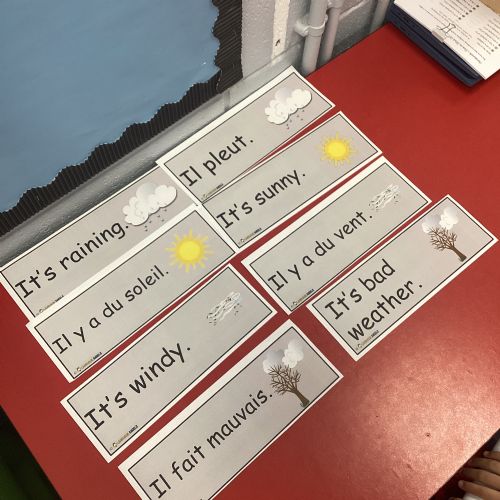 Il pleut.
It's raining.
It's sunny.
Il y a du soleil.
Il y a du vent.
It's windy.
It's bad
weather.
Il fait mauvais.